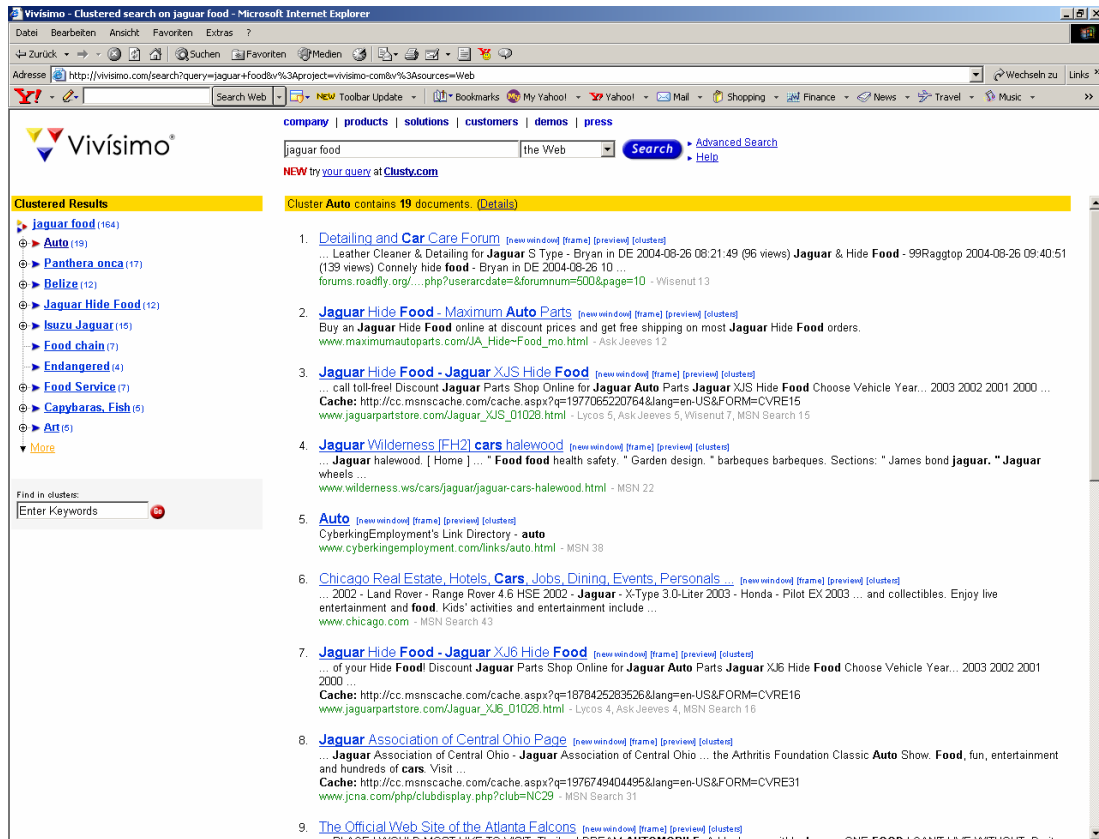 Vivísimo - Clustered search on jaguar food - Microsoft Internet Explorer
Datei Bearbeiten Ansicht Favoriten Extras ?
Zurück Suchen Favoriten Medien
Adresse http://vivisimo.com/search?query=jaguar+food&v%3Aproject=vivisimo-com&v%3Asources=Web Wechseln zu Links »
Y! Search Web NEW Toolbar Update Bookmarks My Yahoo! Yahoo! Mail Shopping Finance News Travel Music »
company | products | solutions | customers | demos | press
Vivísimo®
jaguar food the Web Search Advanced Search
Help
NEW try your query at Clusty.com
Clustered Results
jaguar food (164)
Auto (19)
Panthera onca (17)
Belize (12)
Jaguar Hide Food (12)
Isuzu Jaguar (15)
Food chain (7)
Endangered (4)
Food Service (7)
Capybaras, Fish (5)
Art (5)
More
Find in clusters:
Enter Keywords Go
Cluster Auto contains 19 documents. (Details)
1. Detailing and Car Care Forum [new window] [frame] [preview] [clusters]
... Leather Cleaner & Detailing for Jaguar S Type - Bryan in DE 2004-08-26 08:21:49 (96 views) Jaguar & Hide Food - 99Raggtop 2004-08-26 09:40:51
(139 views) Connely hide food - Bryan in DE 2004-08-26 10 ...
forums.roadfly.org/....php?userarcdate=&forumnum=500&page=10 - Wisenut 13
2. Jaguar Hide Food - Maximum Auto Parts [new window] [frame] [preview] [clusters]
Buy an Jaguar Hide Food online at discount prices and get free shipping on most Jaguar Hide Food orders.
www.maximumautoparts.com/JA_Hide~Food_mo.html - Ask Jeeves 12
3. Jaguar Hide Food - Jaguar XJS Hide Food [new window] [frame] [preview] [clusters]
... call toll-free! Discount Jaguar Parts Shop Online for Jaguar Auto Parts Jaguar XJS Hide Food Choose Vehicle Year... 2003 2002 2001 2000 ...
Cache: http://cc.msnscache.com/cache.aspx?q=1977065220764&lang=en-US&FORM=CVRE15
www.jaguarpartstore.com/Jaguar_XJS_01028.html - Lycos 5, Ask Jeeves 5, Wisenut 7, MSN Search 15
4. Jaguar Wilderness [FH2] cars halewood [new window] [frame] [preview] [clusters]
... Jaguar halewood. [ Home ] ... " Food food health safety. " Garden design. " barbeques barbeques. Sections: " James bond jaguar. " Jaguar
wheels ...
www.wilderness.ws/cars/jaguar/jaguar-cars-halewood.html - MSN 22
5. Auto [new window] [frame] [preview] [clusters]
CyberkingEmployment's Link Directory - auto
www.cyberkingemployment.com/links/auto.html - MSN 38
6. Chicago Real Estate, Hotels, Cars, Jobs, Dining, Events, Personals ... [new window] [frame] [preview] [clusters]
... 2002 - Land Rover - Range Rover 4.6 HSE 2002 - Jaguar - X-Type 3.0-Liter 2003 - Honda - Pilot EX 2003 ... and collectibles. Enjoy live
entertainment and food. Kids' activities and entertainment include ...
www.chicago.com - MSN Search 43
7. Jaguar Hide Food - Jaguar XJ6 Hide Food [new window] [frame] [preview] [clusters]
... of your Hide Food! Discount Jaguar Parts Shop Online for Jaguar Auto Parts Jaguar XJ6 Hide Food Choose Vehicle Year... 2003 2002 2001
2000 ...
Cache: http://cc.msnscache.com/cache.aspx?q=1878425283526&lang=en-US&FORM=CVRE16
www.jaguarpartstore.com/Jaguar_XJ6_01028.html - Lycos 4, Ask Jeeves 4, MSN Search 16
8. Jaguar Association of Central Ohio Page [new window] [frame] [preview] [clusters]
... Jaguar Association of Central Ohio - Jaguar Association of Central Ohio ... the Arthritis Foundation Classic Auto Show. Food, fun, entertainment
and hundreds of cars. Visit ...
Cache: http://cc.msnscache.com/cache.aspx?q=1976749404495&lang=en-US&FORM=CVRE31
www.jcna.com/php/clubdisplay.php?club=NC29 - MSN Search 31
9. The Official Web Site of the Atlanta Falcons [new window] [frame] [preview] [clusters]